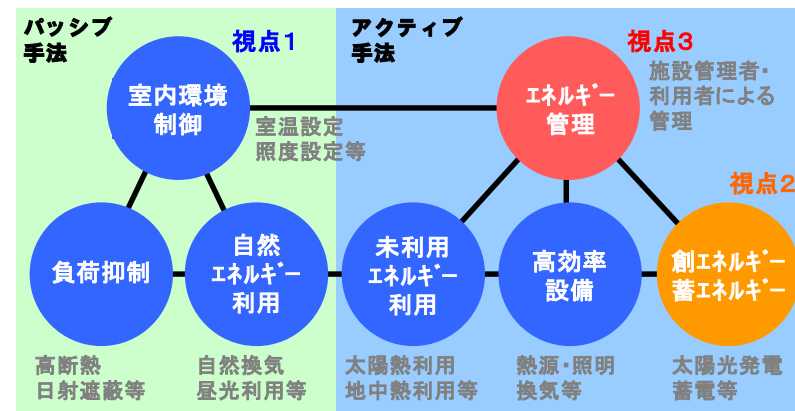 パッシブ
手法
視点1
アクティブ
手法
視点3
室内環境
制御
エネルギー
管理
施設管理者・
利用者による
管理
室温設定
照度設定等
視点2
負荷抑制
自然
エネルギー
利用
未利用
エネルギー
利用
高効率
設備
創エネルギー
蓄エネルギー
高断熱
日射遮蔽等
自然換気
昼光利用等
太陽熱利用
地中熱利用等
熱源・照明
換気等
太陽光発電
蓄電等